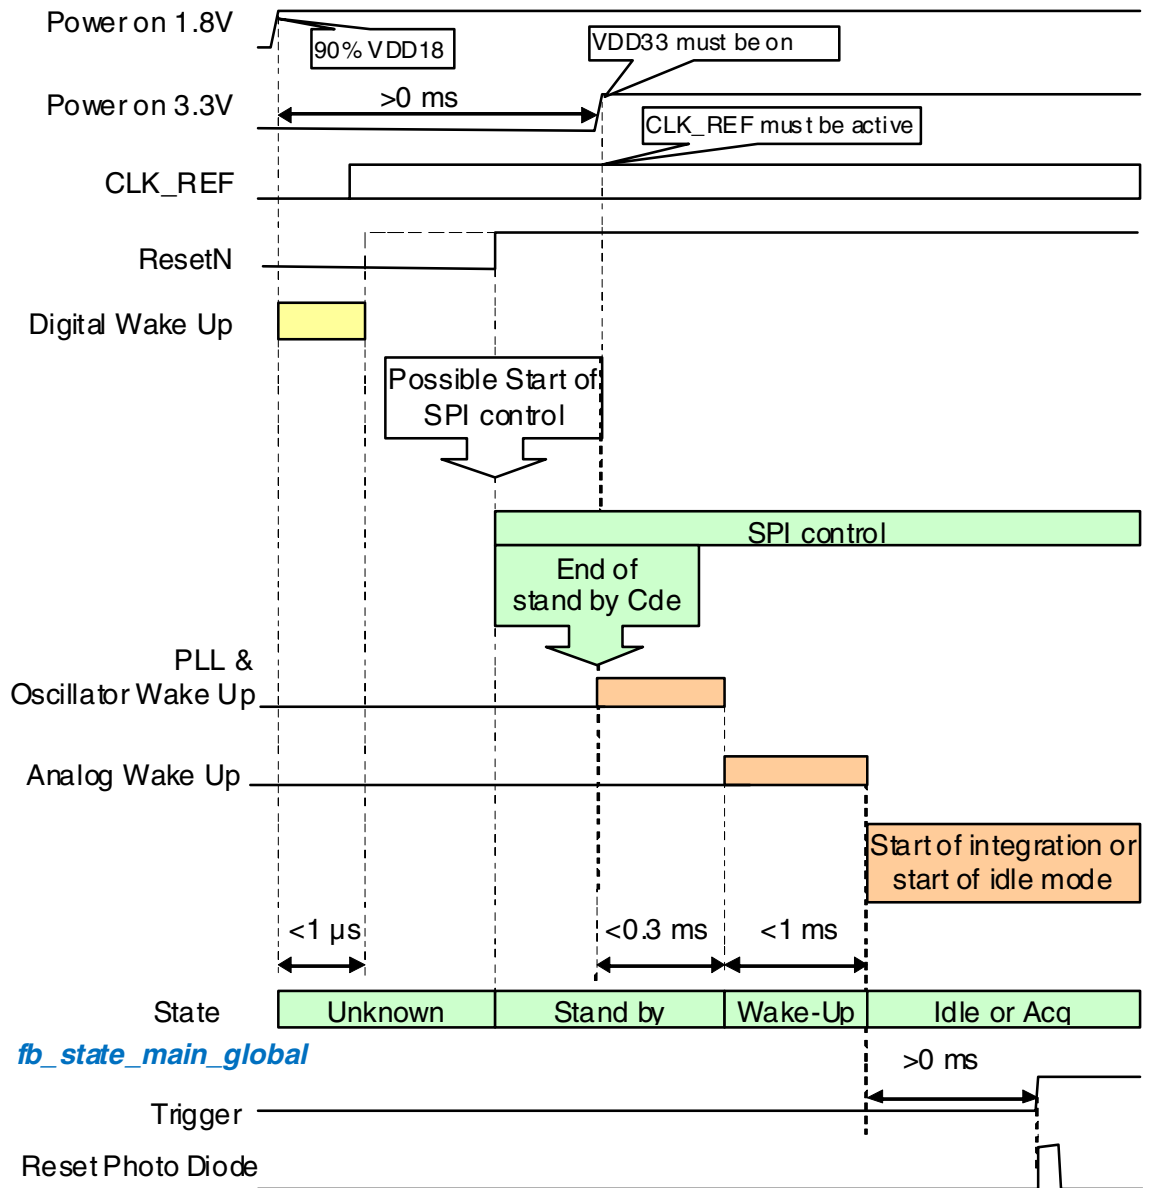 Power on 1.8V
90% VDD18
VDD33 must be on
Power on 3.3V
>0 ms
CLK_REF must be active
CLK_REF
ResetN
Digital Wake Up
Possible Start of
SPI control
SPI control
End of
stand by Cde
PLL &
Oscillator Wake Up
Analog Wake Up
Start of integration or
start of idle mode
<1 µs
<0.3 ms
<1 ms
State
Unknown
Stand by
Wake-Up
Idle or Acq
fb_state_main_global
>0 ms
Trigger
Reset Photo Diode